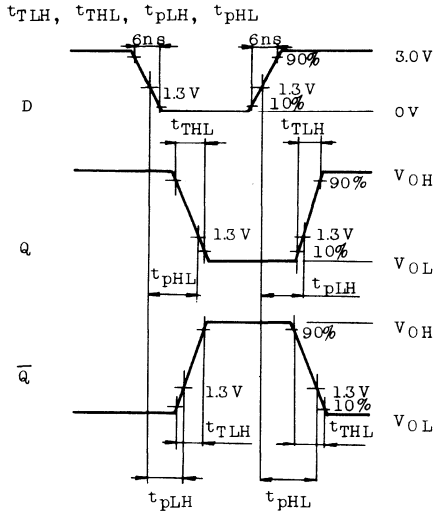 tTLH, tTHL, tpLH, tpHL
6ns 6ns
90% 3.0V
1.3V 1.3V
D 10% 0V
tTHL tTLH
90% VOH
Q 1.3V 1.3V
10%
tpHL tpLH VOL
90% VOH
Q̅
1.3V 1.3V
10%
tTLH tTHL VOL
tpLH tpHL